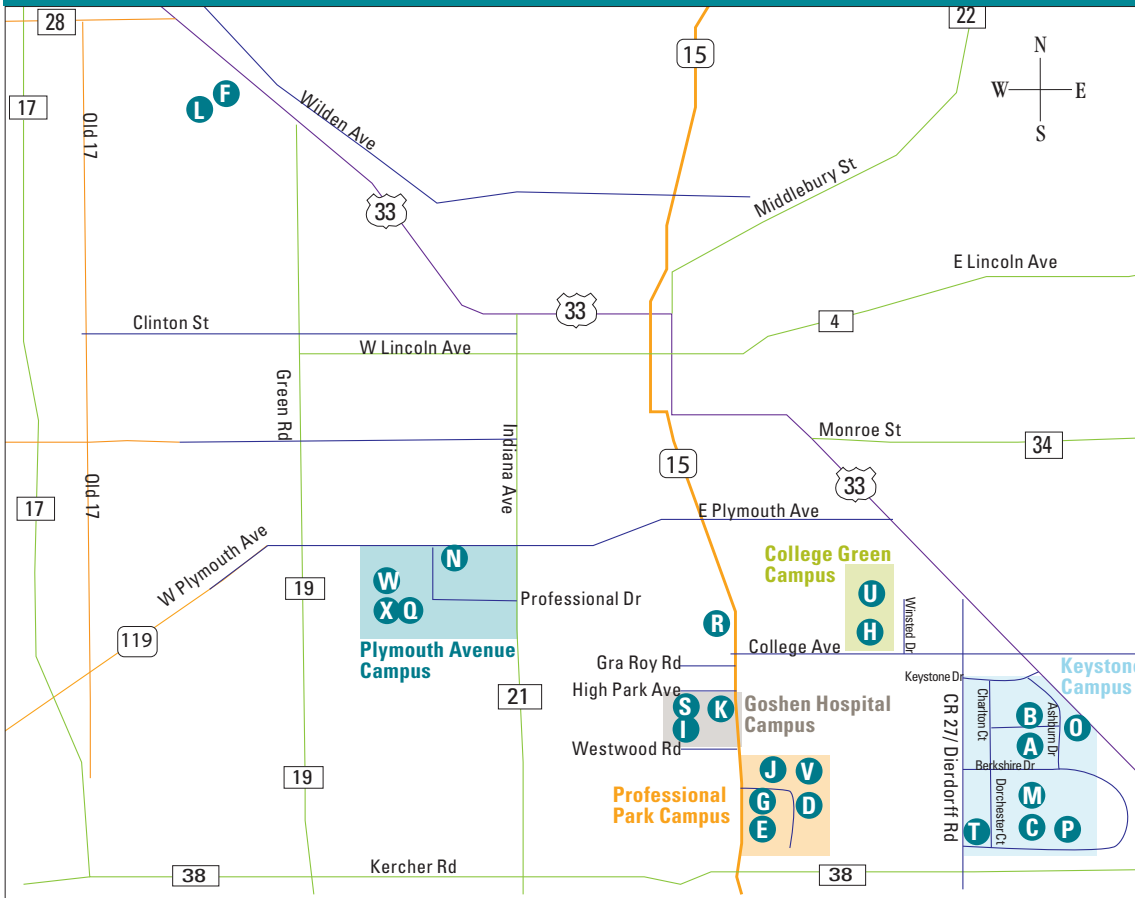 28
15
22
N
W E
S
17
L F
Old 17
Wilden Ave
33
Middlebury St
E Lincoln Ave
33
4
Clinton St
W Lincoln Ave
Green Rd
Indiana Ave
Monroe St
34
15
33
Old 17
17
E Plymouth Ave
W Plymouth Ave
N
College Green
Campus
W
19
X Q
Professional Dr
U
H
Winsted Dr
R
119
Plymouth Avenue
Campus
College Ave
Gra Roy Rd
Keystone
Campus
Keystone Dr
High Park Ave
21
S K
I
Goshen Hospital
Campus
Charlton Ct
B
Ashburn Dr
O
A
CR 27/ Dierdorff Rd
Westwood Rd
Berkshire Dr
19
J V
Professional
Park Campus
G D
E
Dorchester Ct
M
T
C P
Kercher Rd
38
38